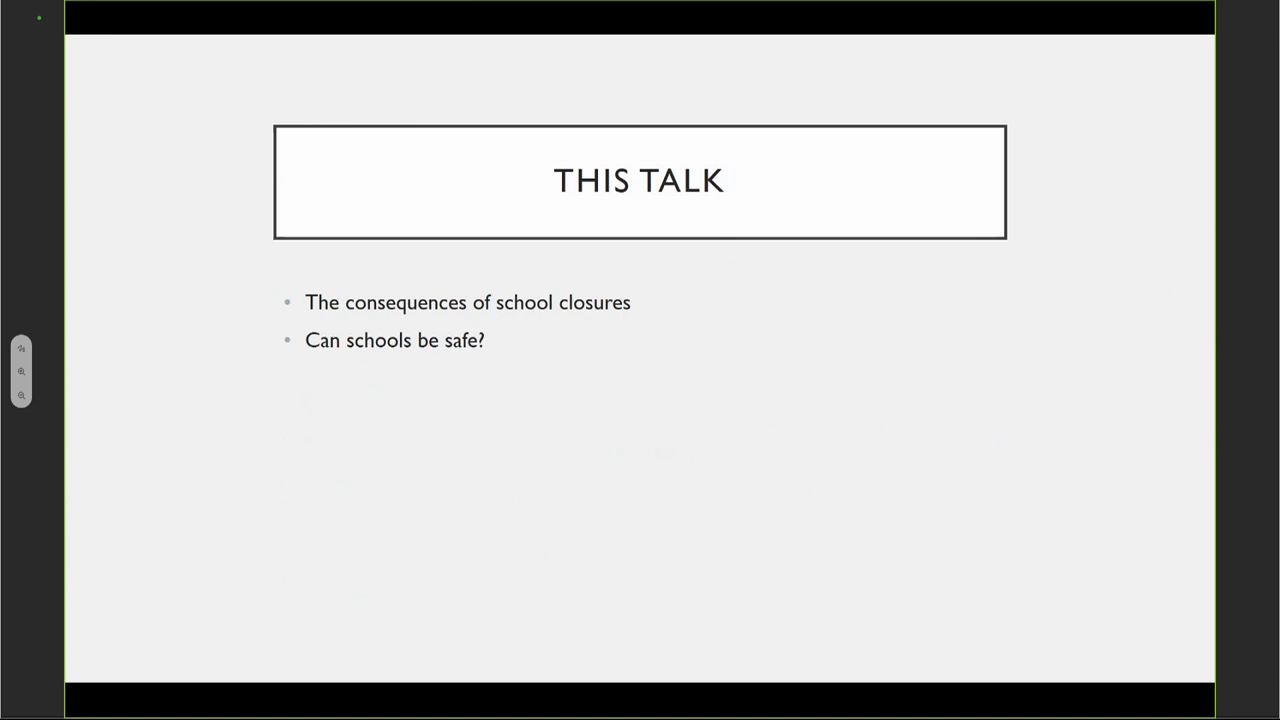 THIS TALK
• The consequences of school closures
• Can schools be safe?